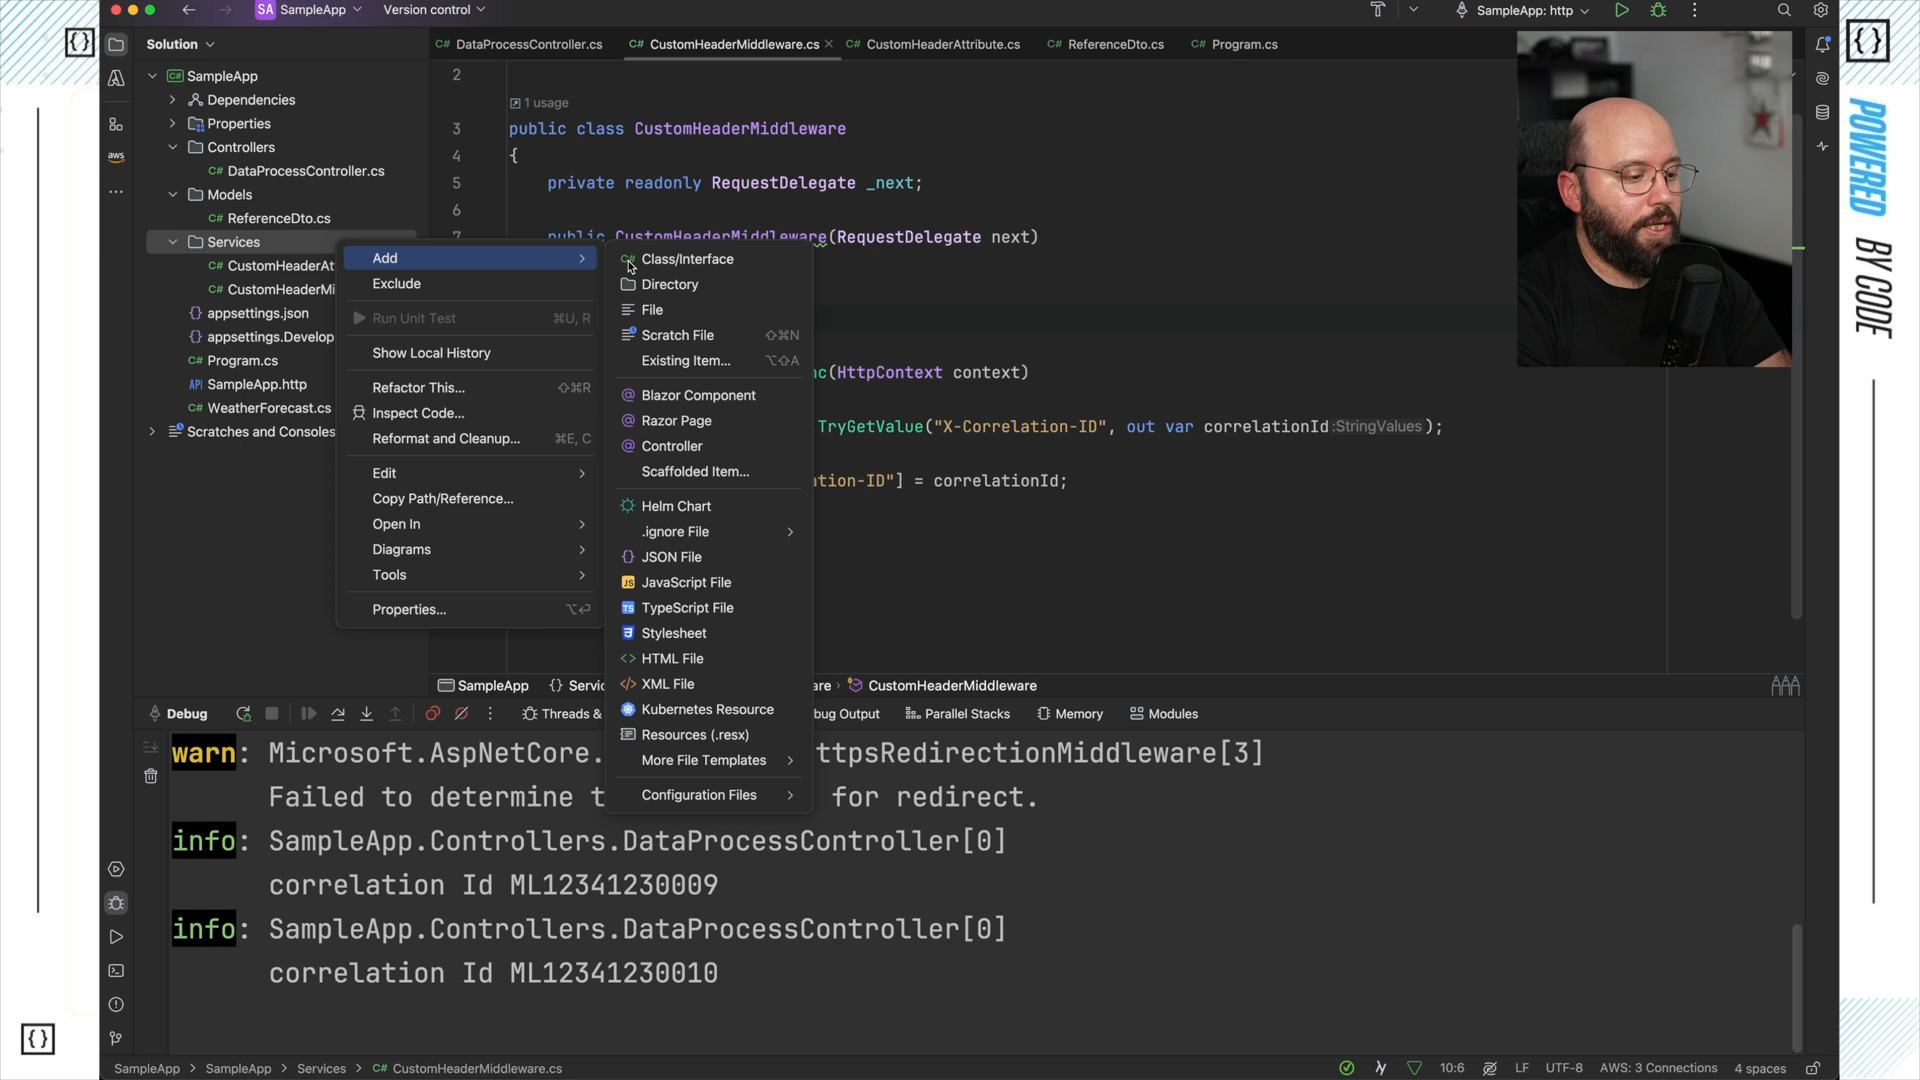 SA SampleApp
Version control
SampleApp: http
Solution
C# DataProcessController.cs
C# CustomHeaderMiddleware.cs
C# CustomHeaderAttribute.cs
C# ReferenceDto.cs
C# Program.cs
C# SampleApp
Dependencies
Properties
Controllers
C# DataProcessController.cs
Models
C# ReferenceDto.cs
Services
C# CustomHeaderAt
C# CustomHeaderMi
{} appsettings.json
{} appsettings.Develop
C# Program.cs
API SampleApp.http
C# WeatherForecast.cs
Scratches and Consoles
aws
2
1 usage
3 public class CustomHeaderMiddleware
4 {
5 private readonly RequestDelegate _next;
6
7 public CustomHeaderMiddleware(RequestDelegate next)
nc(HttpContext context)
TryGetValue("X-Correlation-ID", out var correlationId:StringValues);
ation-ID"] = correlationId;
Add
Exclude
Run Unit Test ⌘U, R
Show Local History
Refactor This... ⇧⌘R
Inspect Code...
Reformat and Cleanup... ⌘E, C
Edit
Copy Path/Reference...
Open In
Diagrams
Tools
Properties... ⌥⏎
C# Class/Interface
Directory
File
Scratch File ⇧⌘N
Existing Item... ⌥⇧A
@ Blazor Component
@ Razor Page
@ Controller
Scaffolded Item...
Helm Chart
.ignore File
{} JSON File
JS JavaScript File
TS TypeScript File
Stylesheet
<> HTML File
</> XML File
Kubernetes Resource
Resources (.resx)
More File Templates
Configuration Files
SampleApp {} Servic are › CustomHeaderMiddleware
Debug
Threads &
bug Output
Parallel Stacks
Memory
Modules
warn: Microsoft.AspNetCore. ttpsRedirectionMiddleware[3]
Failed to determine t for redirect.
info: SampleApp.Controllers.DataProcessController[0]
correlation Id ML12341230009
info: SampleApp.Controllers.DataProcessController[0]
correlation Id ML12341230010
SampleApp › SampleApp › Services › C# CustomHeaderMiddleware.cs
10:6
LF
UTF-8
AWS: 3 Connections
4 spaces
{}
{}
{}
POWERED BY CODE